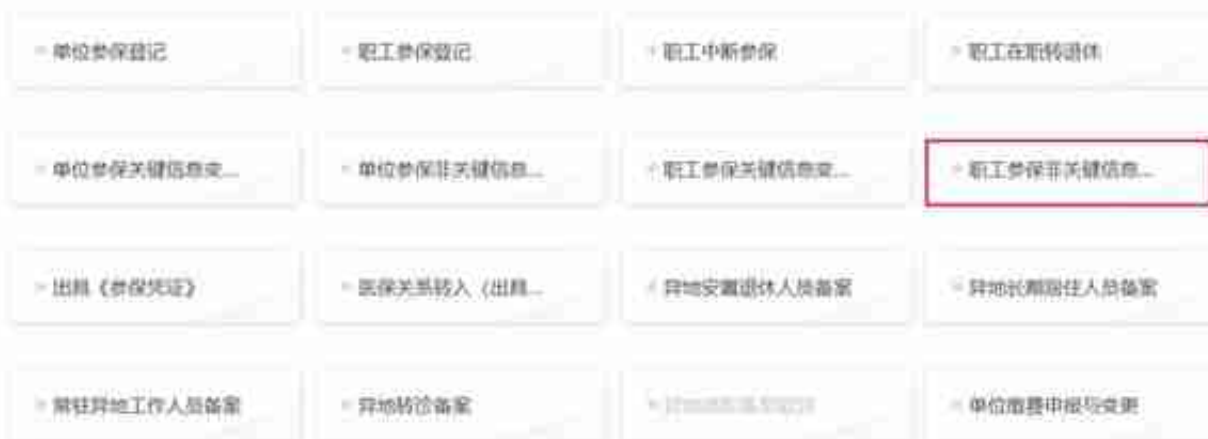 单位参保登记
职工参保登记
职工中断参保
职工在职转退休
单位参保关键信息变...
单位参保非关键信息...
职工参保关键信息变...
职工参保非关键信息...
出具《参保凭证》
医保关系转入（出具...
异地安置退休人员备案
异地长期居住人员备案
常驻异地工作人员备案
异地转诊备案
单位缴费申报与变更